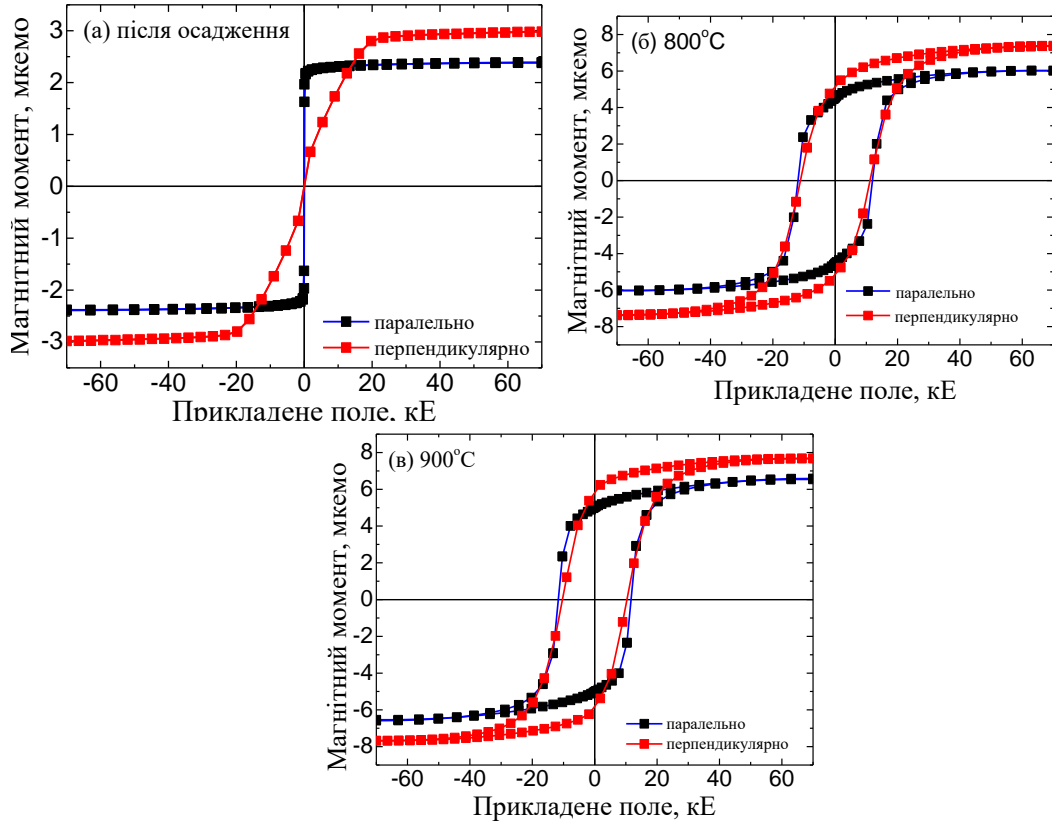 (а) після осадження
Магнітний момент, мкемо
3
2
1
0
-1
-2
-3
-60 -40 -20 0 20 40 60
паралельно
перпендикулярно
Прикладене поле, кЕ
(б) 800°C
Магнітний момент, мкемо
8
6
4
2
0
-2
-4
-6
-8
-60 -40 -20 0 20 40 60
паралельно
перпендикулярно
Прикладене поле, кЕ
(в) 900°C
Магнітний момент, мкемо
8
6
4
2
0
-2
-4
-6
-8
-60 -40 -20 0 20 40 60
паралельно
перпендикулярно
Прикладене поле, кЕ